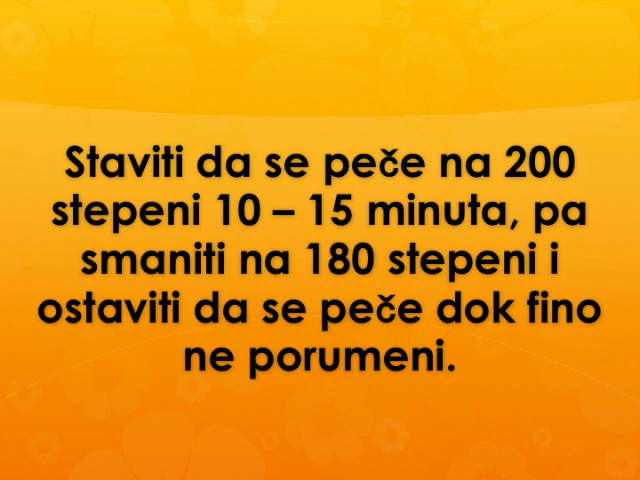 Staviti da se peče na 200
stepeni 10 – 15 minuta, pa
smaniti na 180 stepeni i
ostaviti da se peče dok fino
ne porumeni.